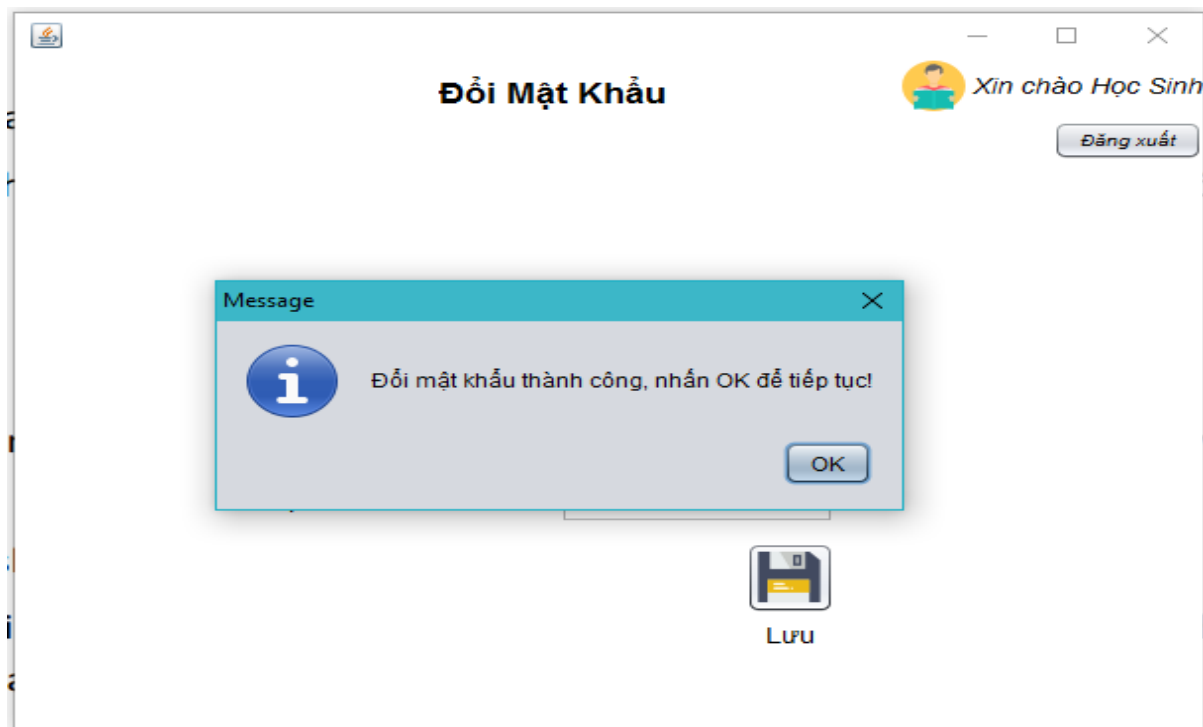 Đổi Mật Khẩu
Xin chào Học Sinh
Đăng xuất
Message
Đổi mật khẩu thành công, nhấn OK để tiếp tục!
OK
Lưu